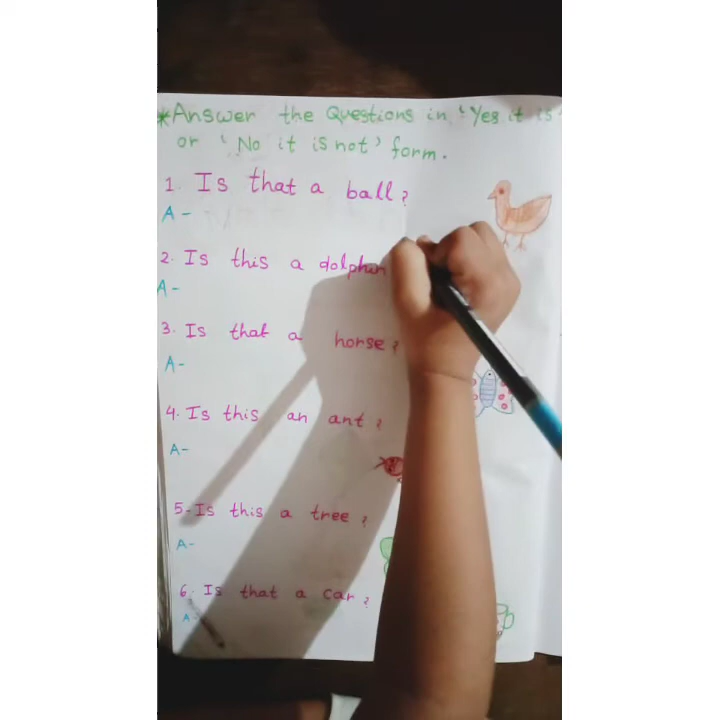 *Answer the Questions in 'Yes it is'
or 'No it is not' form.
1. Is that a ball?
A-
2. Is this a dolphin
A-
3. Is that a horse?
A-
4. Is this an ant?
A-
5-Is this a tree?
A-
6. Is that a car?
A-